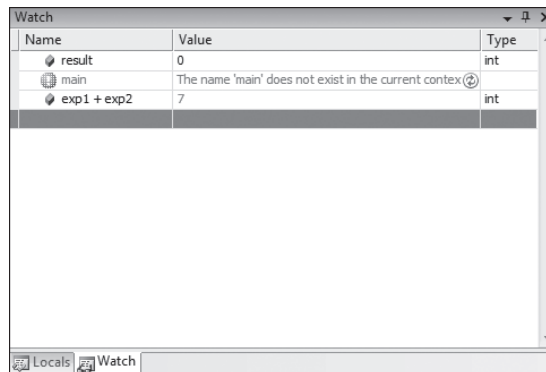 Watch
Name Value Type
result 0 int
main The name 'main' does not exist in the current contex
exp1 + exp2 7 int
Locals Watch